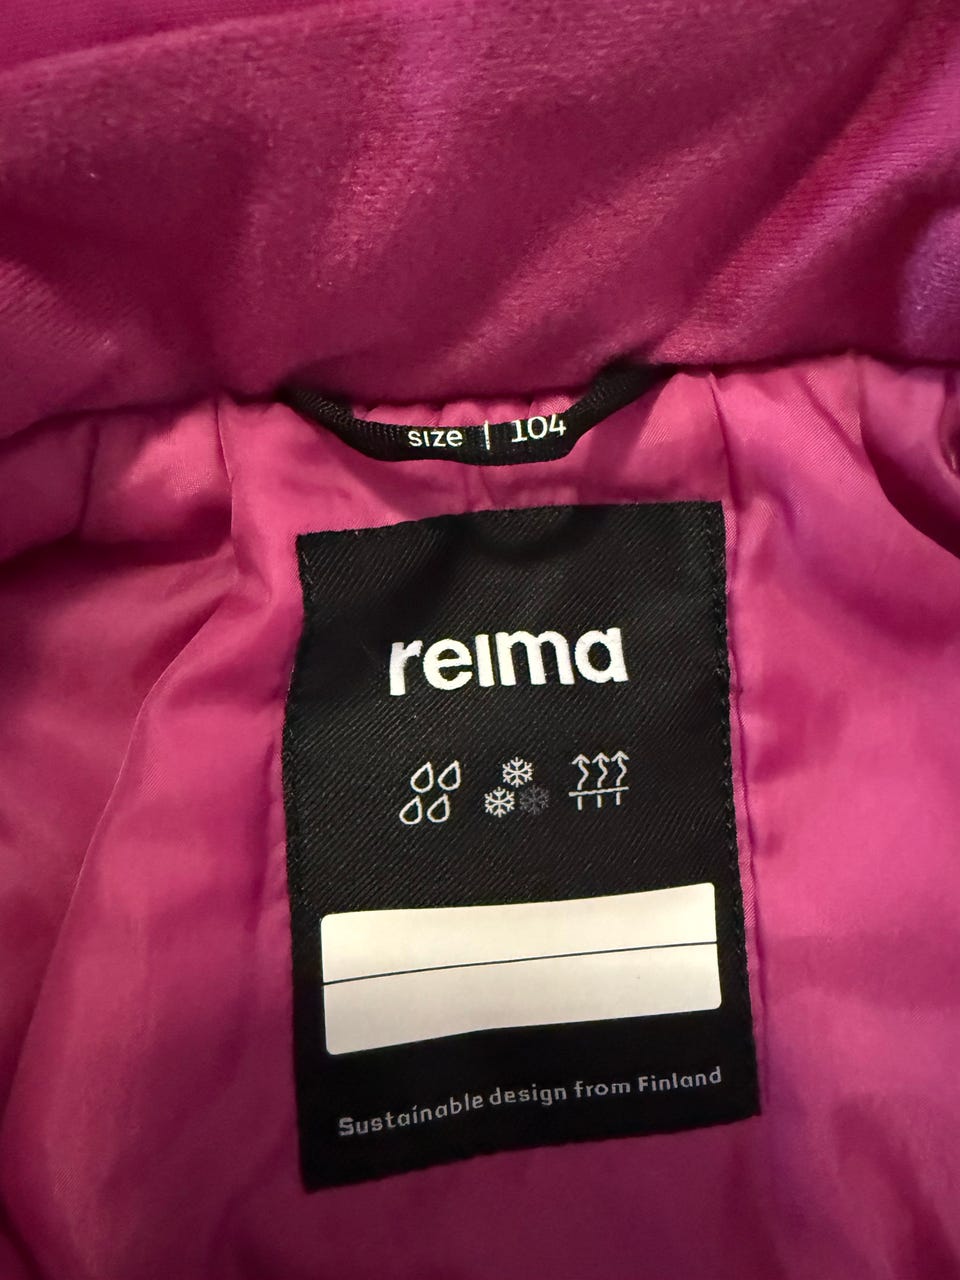 size | 104
reima
Sustainable design from Finland